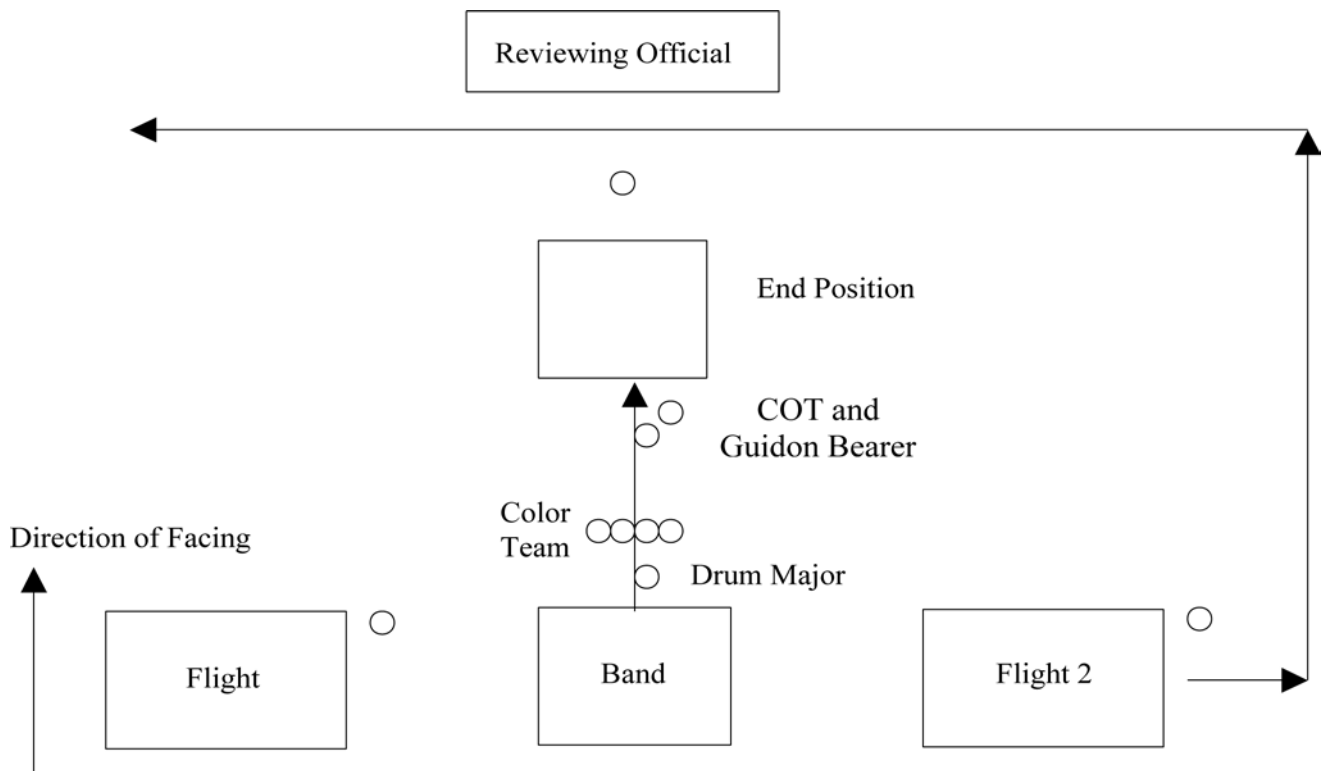 Reviewing Official
End Position
COT and
Guidon Bearer
Color
Team
Direction of Facing
Drum Major
Flight
Band
Flight 2